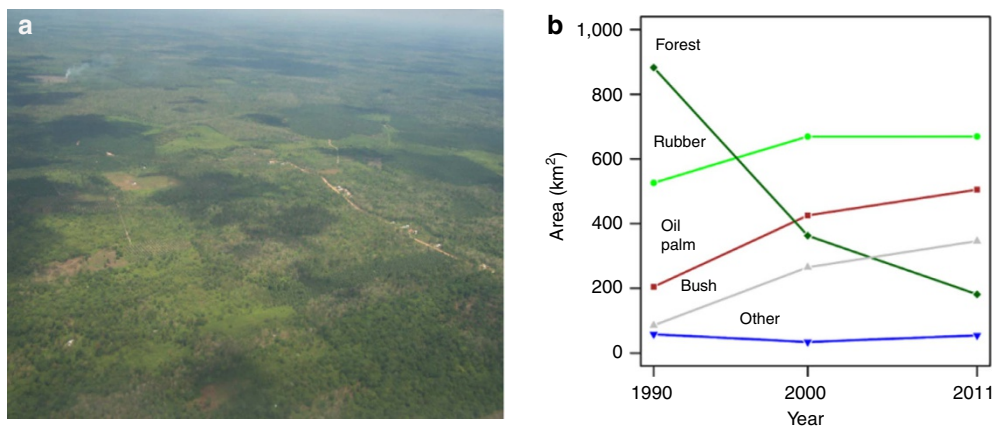 a
b
1,000
800
600
400
200
0
Area (km²)
Forest
Rubber
Oil
palm
Bush
Other
1990
2000
2011
Year